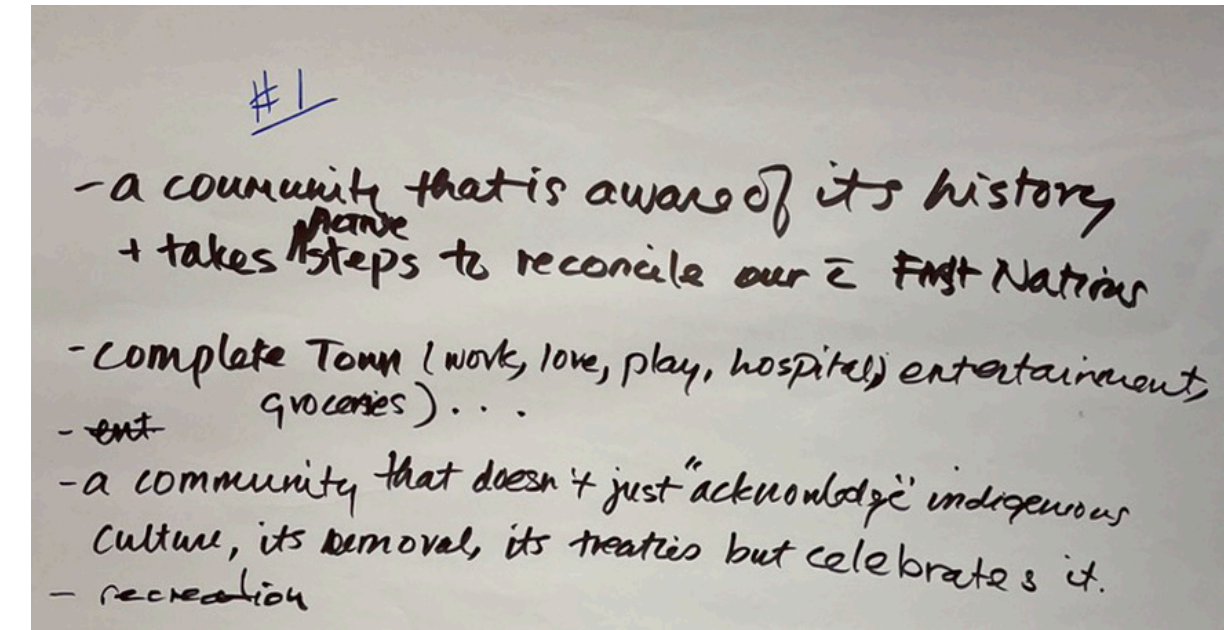 #1
- a community that is aware of its history
Active
+ takes steps to reconcile our c̄ First Nations
- complete Town (work, love, play, hospital, entertainment,
groceries)...
- ent
- a community that doesn't just "acknowledge" indigenous
culture, its removal, its treaties but celebrates it.
- recreation